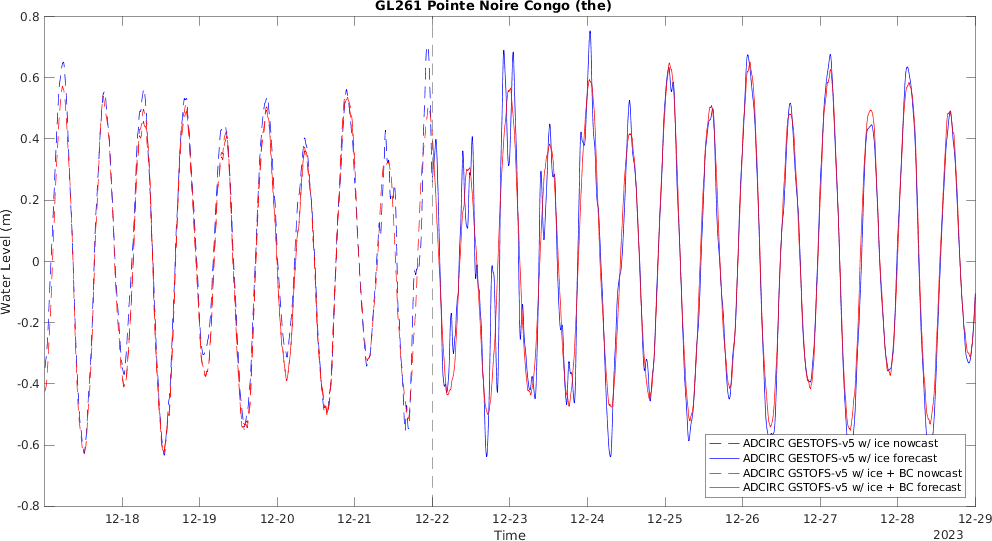 GL261 Pointe Noire Congo (the)
0.8
0.6
0.4
0.2
0
-0.2
-0.4
-0.6
-0.8
Water Level (m)
ADCIRC GESTOFS-v5 w/ ice nowcast
ADCIRC GESTOFS-v5 w/ ice forecast
ADCIRC GSTOFS-v5 w/ ice + BC nowcast
ADCIRC GSTOFS-v5 w/ ice + BC forecast
12-18 12-19 12-20 12-21 12-22 12-23 12-24 12-25 12-26 12-27 12-28 12-29
Time 2023